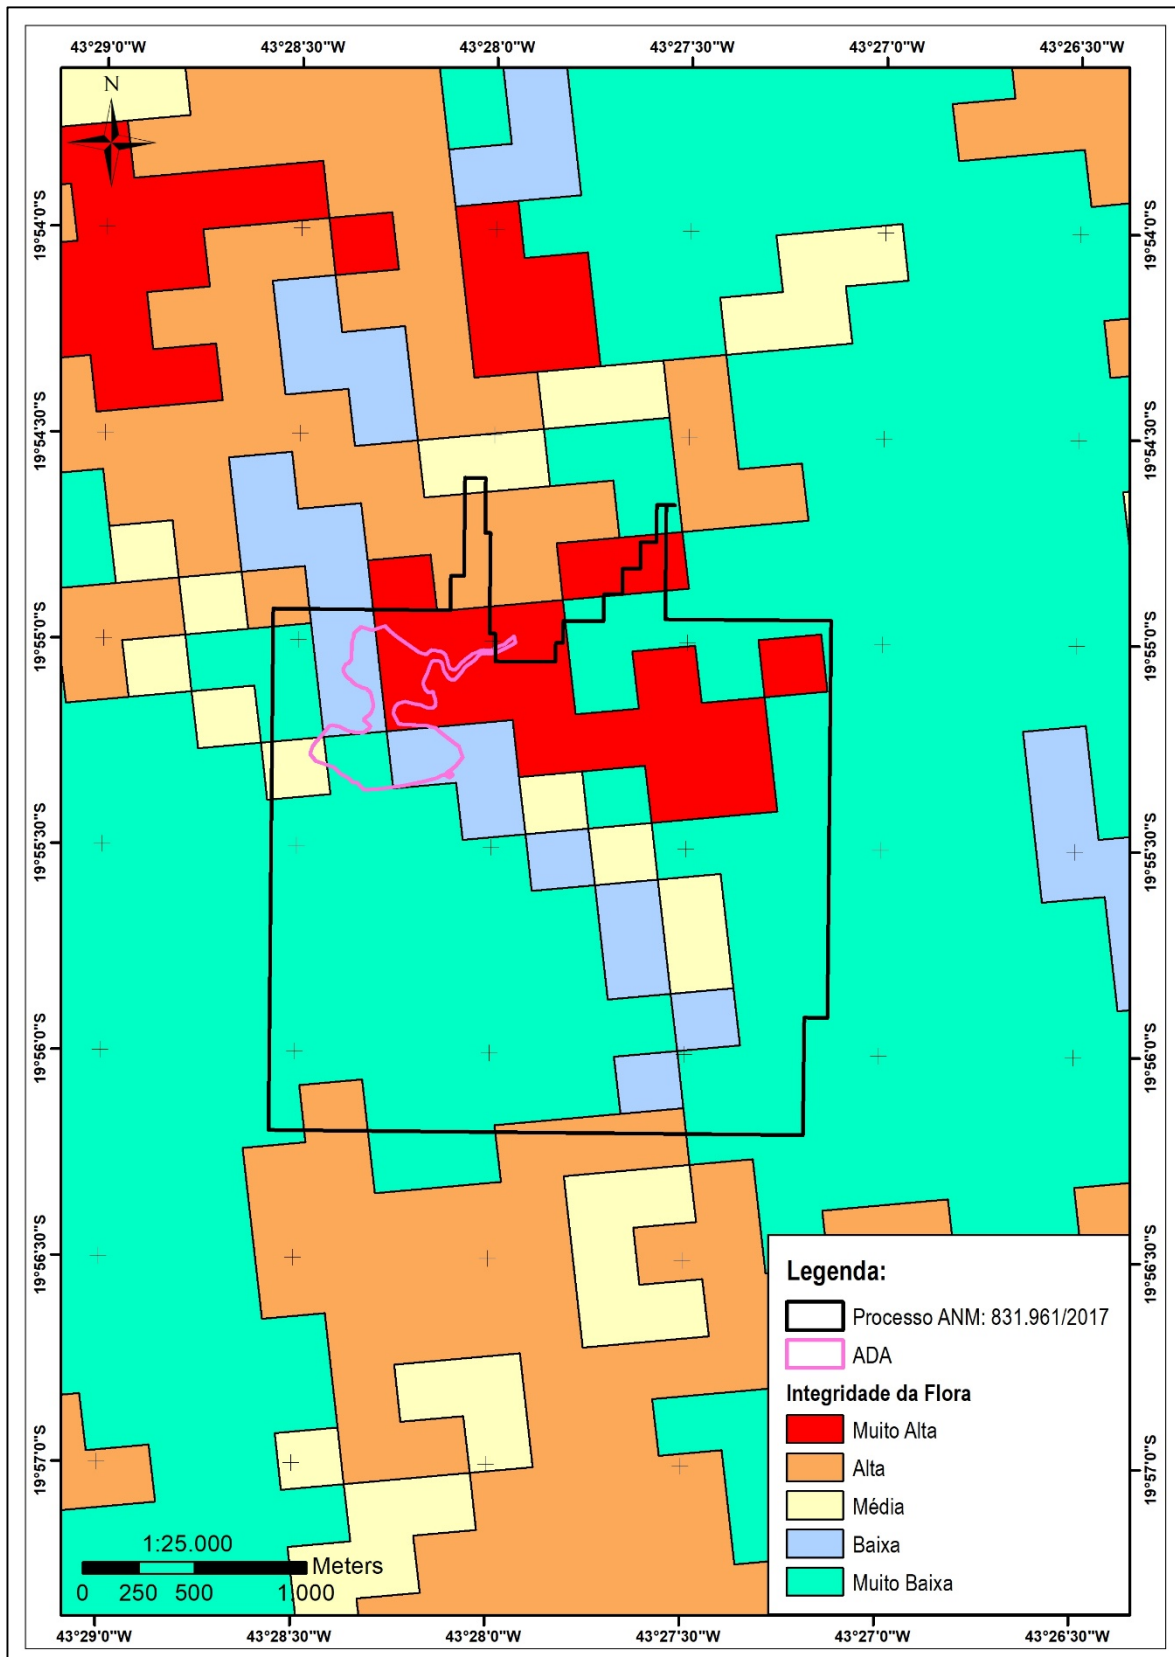 43°29'0"W 43°28'30"W 43°28'0"W 43°27'30"W 43°27'0"W 43°26'30"W
N
19°54'0"S 19°54'0"S
19°54'30"S 19°54'30"S
19°55'0"S 19°55'0"S
19°55'30"S 19°55'30"S
19°56'0"S 19°56'0"S
19°56'30"S 19°56'30"S
19°57'0"S 19°57'0"S
Legenda:
Processo ANM: 831.961/2017
ADA
Integridade da Flora
Muito Alta
Alta
Média
Baixa
Muito Baixa
1:25.000
Meters
0 250 500 1.000
43°29'0"W 43°28'30"W 43°28'0"W 43°27'30"W 43°27'0"W 43°26'30"W